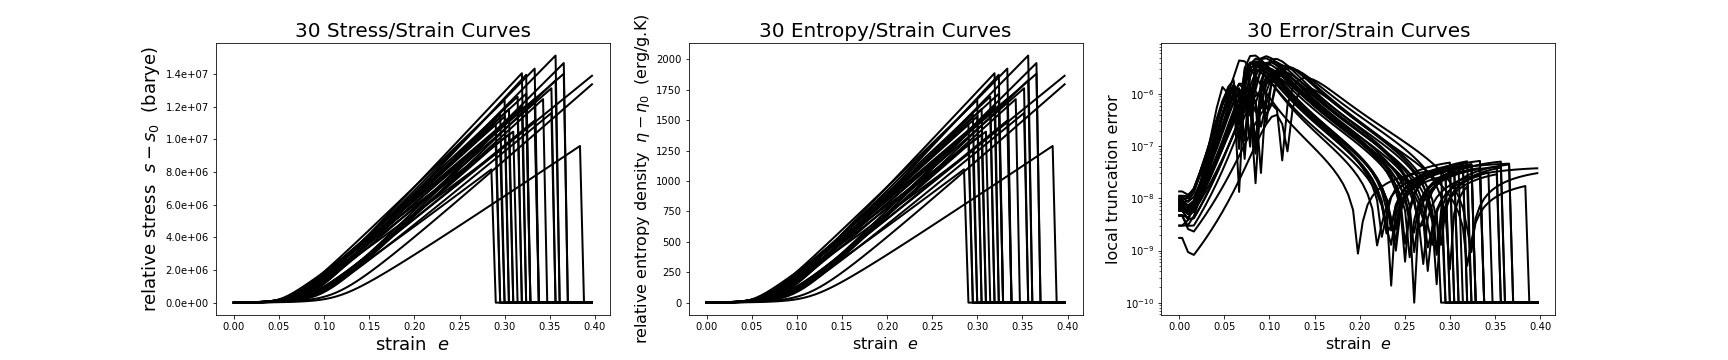 30 Stress/Strain Curves
relative stress s − s₀ (barye)
1.4e+07
1.2e+07
1.0e+07
8.0e+06
6.0e+06
4.0e+06
2.0e+06
0.0e+00
0.00 0.05 0.10 0.15 0.20 0.25 0.30 0.35 0.40
strain e
30 Entropy/Strain Curves
relative entropy density η − η₀ (erg/g.K)
2000
1750
1500
1250
1000
750
500
250
0
0.00 0.05 0.10 0.15 0.20 0.25 0.30 0.35 0.40
strain e
30 Error/Strain Curves
local truncation error
10⁻⁶
10⁻⁷
10⁻⁸
10⁻⁹
10⁻¹⁰
0.00 0.05 0.10 0.15 0.20 0.25 0.30 0.35 0.40
strain e